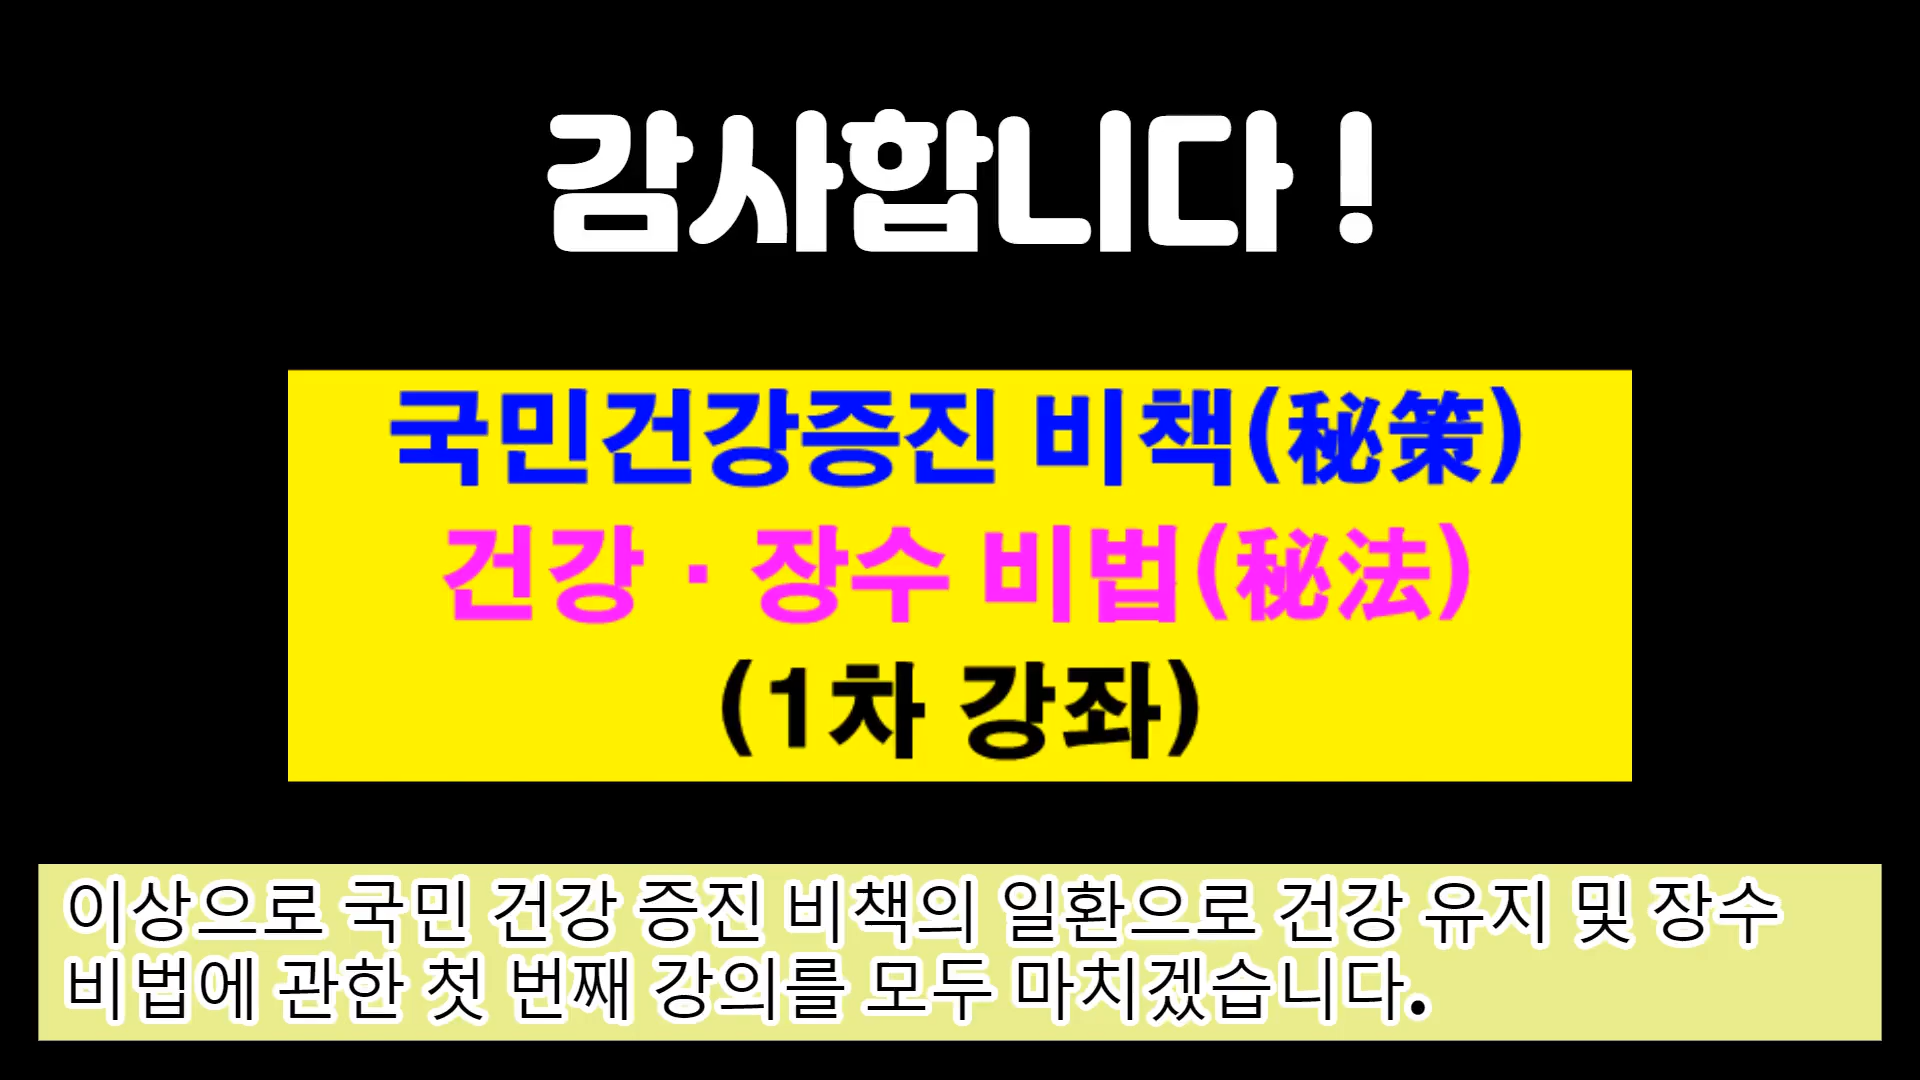 감사합니다 !
국민건강증진 비책(秘策)
건강 · 장수 비법(秘法)
(1차 강좌)
이상으로 국민 건강 증진 비책의 일환으로 건강 유지 및 장수
비법에 관한 첫 번째 강의를 모두 마치겠습니다.